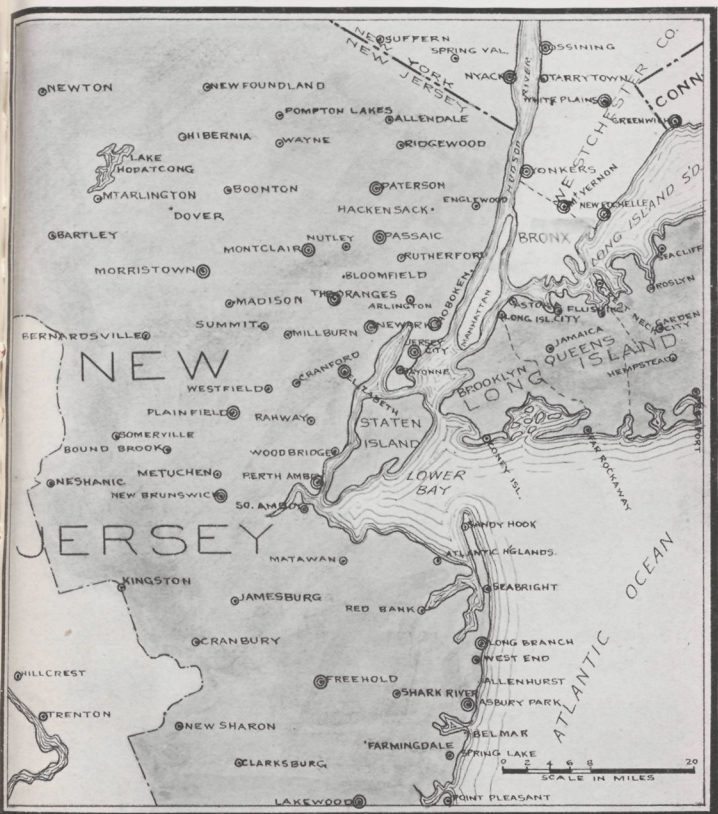 SUFFERN
OSSINING
SPRING VAL.
NEW YORK
NEW JERSEY
NYACK
TARRYTOWN
WESTCHESTER CO.
CONN
NEWTON
NEWFOUNDLAND
WHITE PLAINS
POMPTON LAKES
ALLENDALE
GREENWICH
HUDSON RIVER
HIBERNIA
WAYNE
RIDGEWOOD
LAKE
HOPATCONG
YONKERS
MT VERNON
MT ARLINGTON
BOONTON
PATERSON
ENGLEWOOD
NEW ROCHELLE
DOVER
HACKENSACK
LONG ISLAND S'D.
BARTLEY
NUTLEY
PASSAIC
BRONX
MONTCLAIR
RUTHERFORD
SEA CLIFF
MORRISTOWN
BLOOMFIELD
HOBOKEN
MANHATTAN
ROSLYN
MADISON
THE ORANGES
ARLINGTON
ASTORIA
FLUSHING
LONG ISL. CITY
NECK
GARDEN
CITY
SUMMIT
NEWARK
JAMAICA
BERNARDSVILLE
MILLBURN
JERSEY
CITY
QUEENS
HEMPSTEAD
NEW
CRANFORD
BAYONNE
BROOKLYN
LONG ISLAND
WESTFIELD
ELIZABETH
PLAINFIELD
RAHWAY
STATEN
ISLAND
FREEPORT
SOMERVILLE
BOUND BROOK
WOODBRIDGE
CONEY ISL.
FAR ROCKAWAY
METUCHEN
PERTH AMBOY
LOWER
BAY
NESHANIC
NEW BRUNSWICK
SO. AMBOY
SANDY HOOK
JERSEY
MATAWAN
ATLANTIC H'GLANDS.
KINGSTON
SEABRIGHT
JAMESBURG
RED BANK
ATLANTIC OCEAN
CRANBURY
LONG BRANCH
WEST END
HILLCREST
FREEHOLD
ALLENHURST
SHARK RIVER
ASBURY PARK
TRENTON
NEW SHARON
BELMAR
FARMINGDALE
SPRING LAKE
CLARKSBURG
0 2 4 6 8 20
SCALE IN MILES
LAKEWOOD
POINT PLEASANT